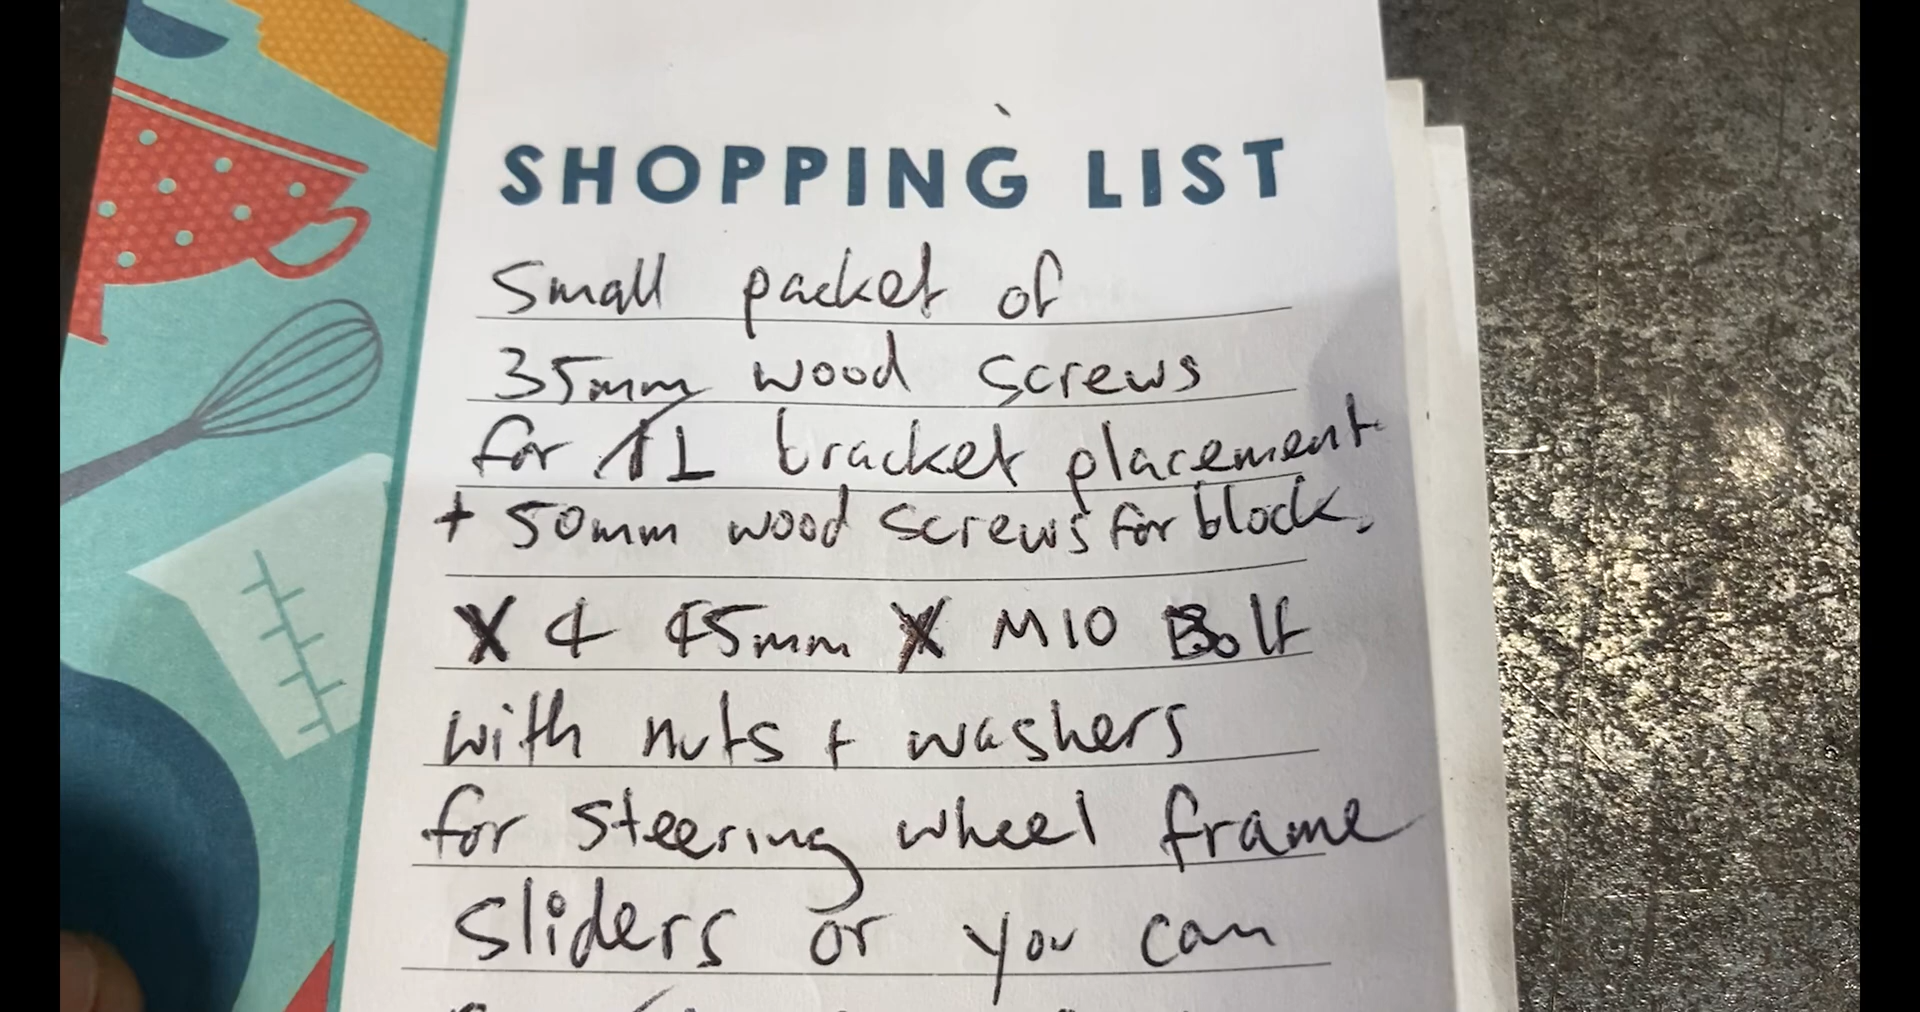 SHOPPING LIST
Small packet of
35mm wood screws
for L bracket placement
+ 50mm wood screws for block.
X 4 45mm X M10 Bolt
with nuts + washers
for steering wheel frame
sliders or you can